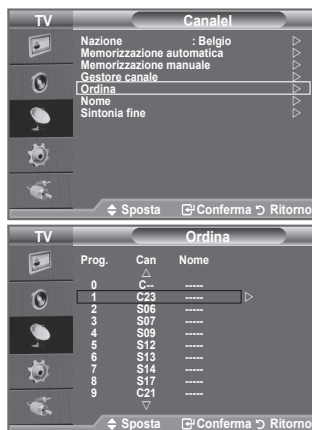 TV Canalel
Nazione : Belgio
Memorizzazione automatica
Memorizzazione manuale
Gestore canale
Ordina
Nome
Sintonia fine
Sposta Conferma Ritorno
TV Ordina
Prog. Can Nome
0 C-- -----
1 C23 -----
2 S06 -----
3 S07 -----
4 S09 -----
5 S12 -----
6 S13 -----
7 S14 -----
8 S17 -----
9 C21 -----
Sposta Conferma Ritorno